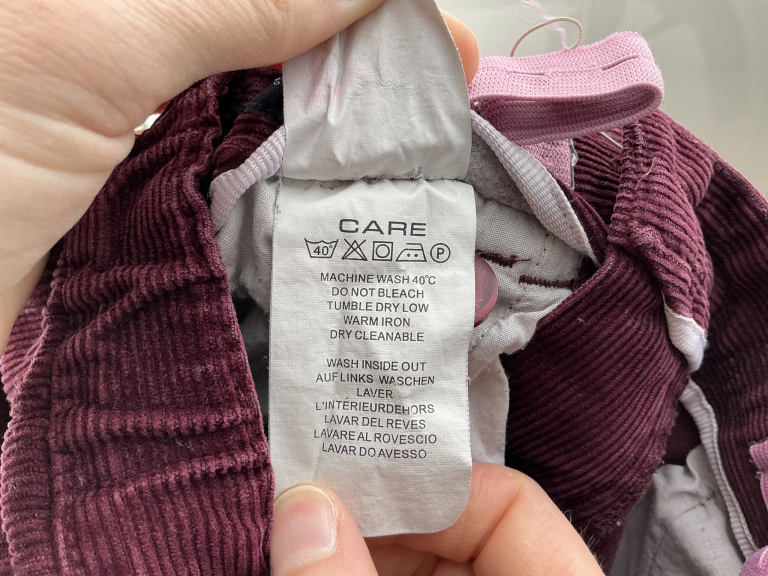 CARE
40° P
MACHINE WASH 40°C
DO NOT BLEACH
TUMBLE DRY LOW
WARM IRON
DRY CLEANABLE
WASH INSIDE OUT
AUF LINKS WASCHEN
LAVER
L'INTÉRIEURDEHORS
LAVAR DEL REVES
LAVARE AL ROVESCIO
LAVAR DO AVESSO